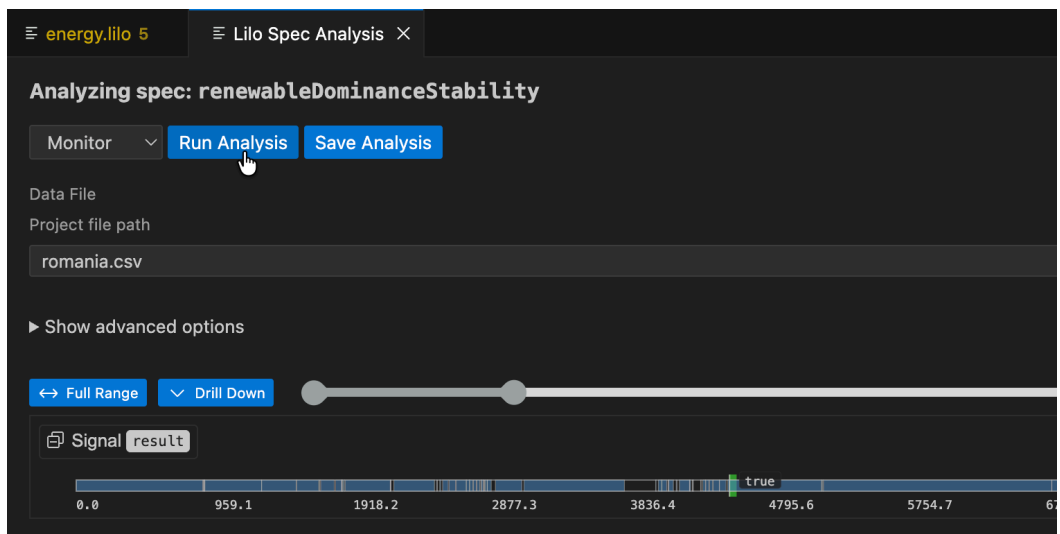 energy.lilo 5
Lilo Spec Analysis
Analyzing spec: renewableDominanceStability
Monitor
Run Analysis
Save Analysis
Data File
Project file path
romania.csv
Show advanced options
Full Range
Drill Down
Signal result
true
0.0 959.1 1918.2 2877.3 3836.4 4795.6 5754.7